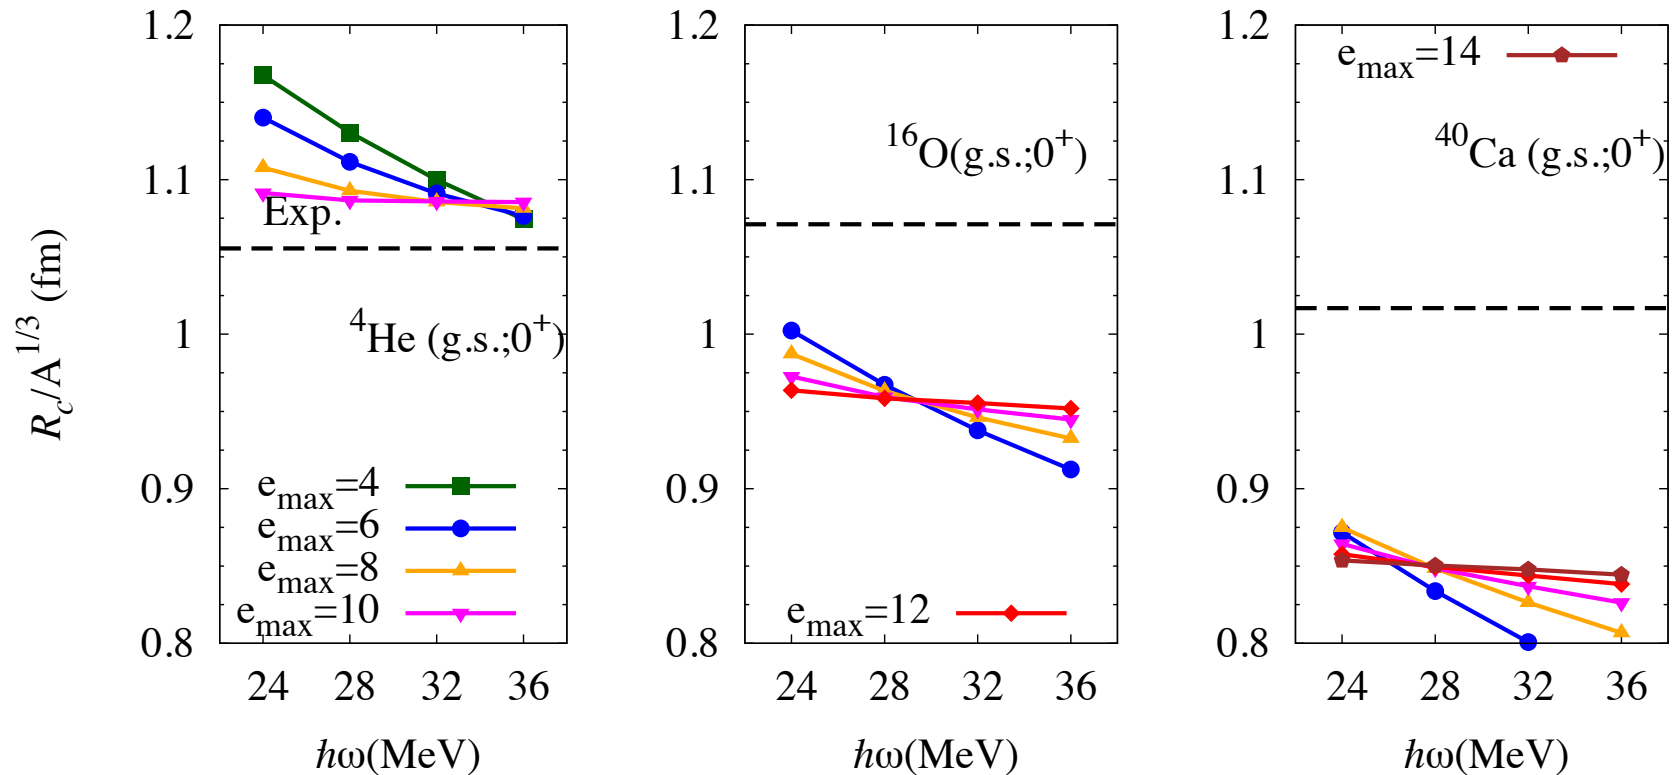 R_c/A^{1/3} (fm)
1.2
1.1
1
0.9
0.8
Exp.
^4He (g.s.;0^+)
e_max=4
e_max=6
e_max=8
e_max=10
24 28 32 36
ħω(MeV)
1.2
1.1
1
0.9
0.8
^16O(g.s.;0^+)
e_max=12
24 28 32 36
ħω(MeV)
1.2
1.1
1
0.9
0.8
e_max=14
^40Ca (g.s.;0^+)
24 28 32 36
ħω(MeV)